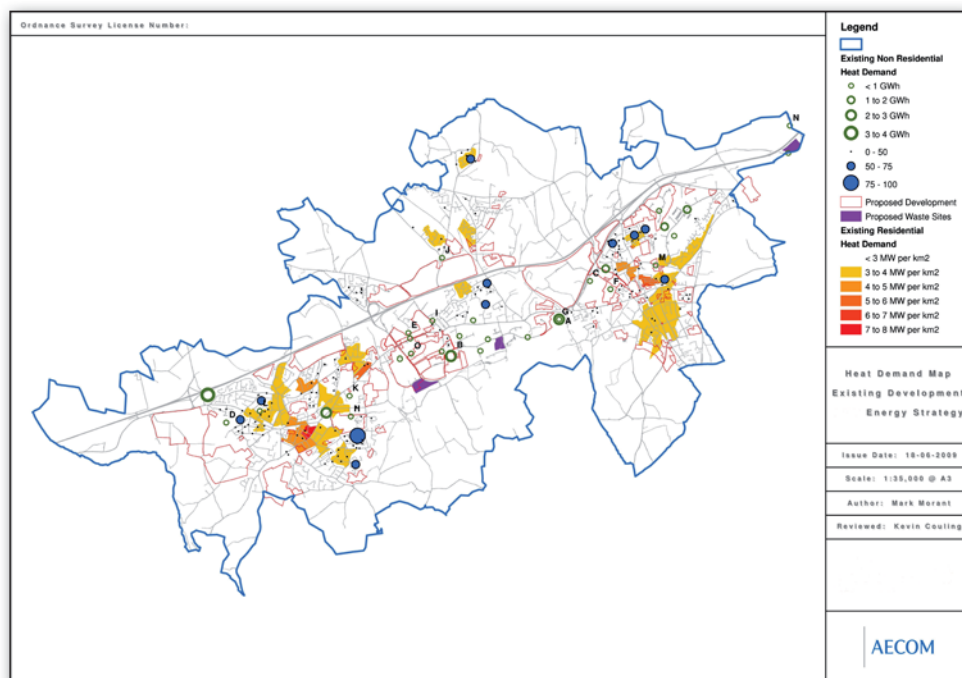 Ordnance Survey License Number:
Legend
Existing Non Residential
Heat Demand
< 1 GWh
1 to 2 GWh
2 to 3 GWh
3 to 4 GWh
0 - 50
50 - 75
75 - 100
Proposed Development
Proposed Waste Sites
Existing Residential
Heat Demand
< 3 MW per km2
3 to 4 MW per km2
4 to 5 MW per km2
5 to 6 MW per km2
6 to 7 MW per km2
7 to 8 MW per km2
N
J
M
C
F
G
A
I
E
O
B
K
H
L
D
Heat Demand Map
Existing Development
Energy Strategy
Issue Date: 18-06-2009
Scale: 1:35,000 @ A3
Author: Mark Morant
Reviewed: Kevin Couling
AECOM